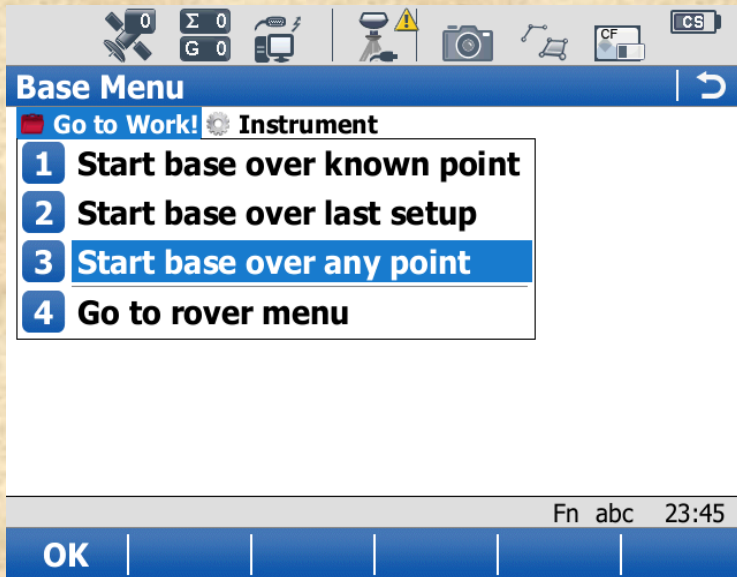 0 Σ 0 CS
G 0 CF
Base Menu
Go to Work! Instrument
1 Start base over known point
2 Start base over last setup
3 Start base over any point
4 Go to rover menu
Fn abc 23:45
OK